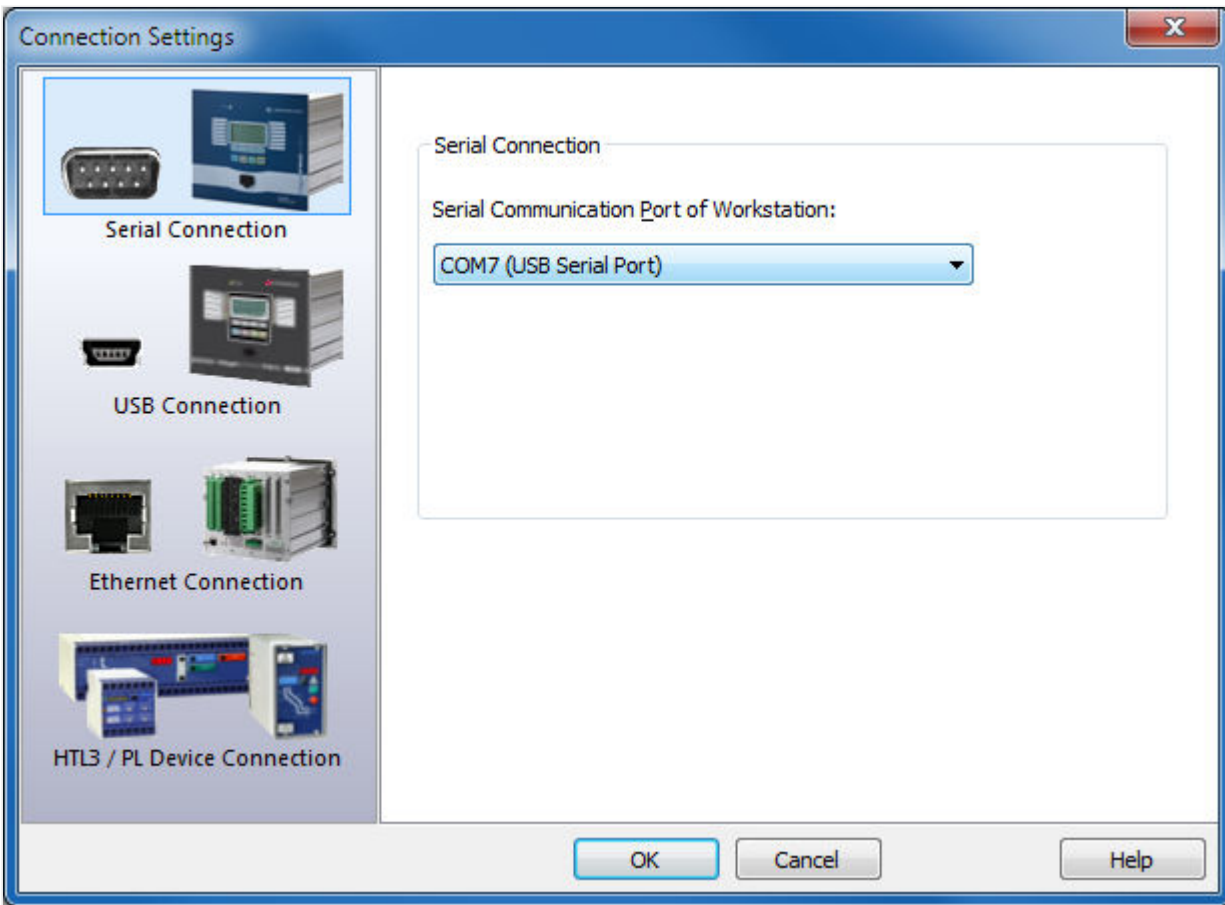 Connection Settings
Serial Connection
USB Connection
Ethernet Connection
HTL3 / PL Device Connection
Serial Connection
Serial Communication Port of Workstation:
COM7 (USB Serial Port)
OK
Cancel
Help